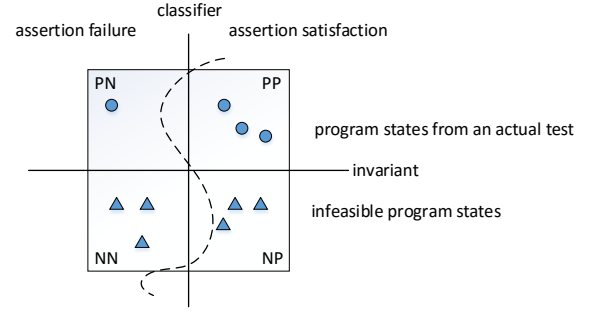 classifier
assertion failure
assertion satisfaction
PN
PP
program states from an actual test
invariant
infeasible program states
NN
NP